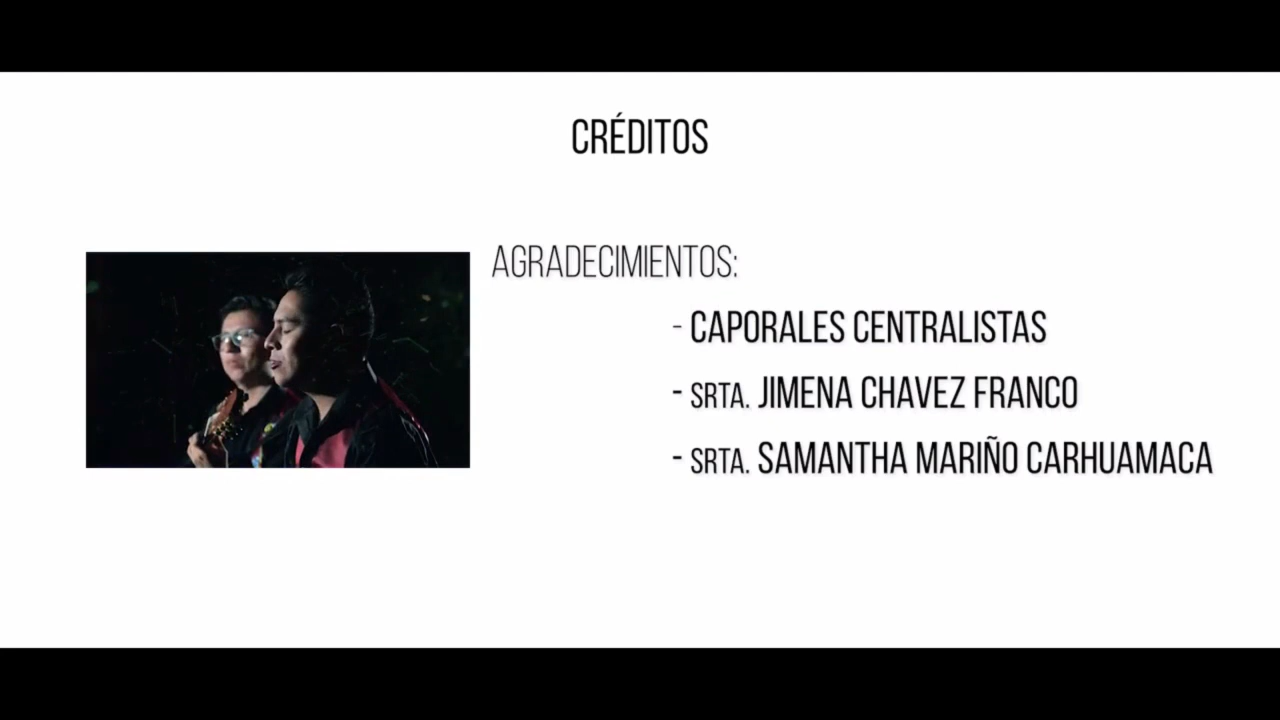 CRÉDITOS
AGRADECIMIENTOS:
- CAPORALES CENTRALISTAS
- SRTA. JIMENA CHAVEZ FRANCO
- SRTA. SAMANTHA MARIÑO CARHUAMACA